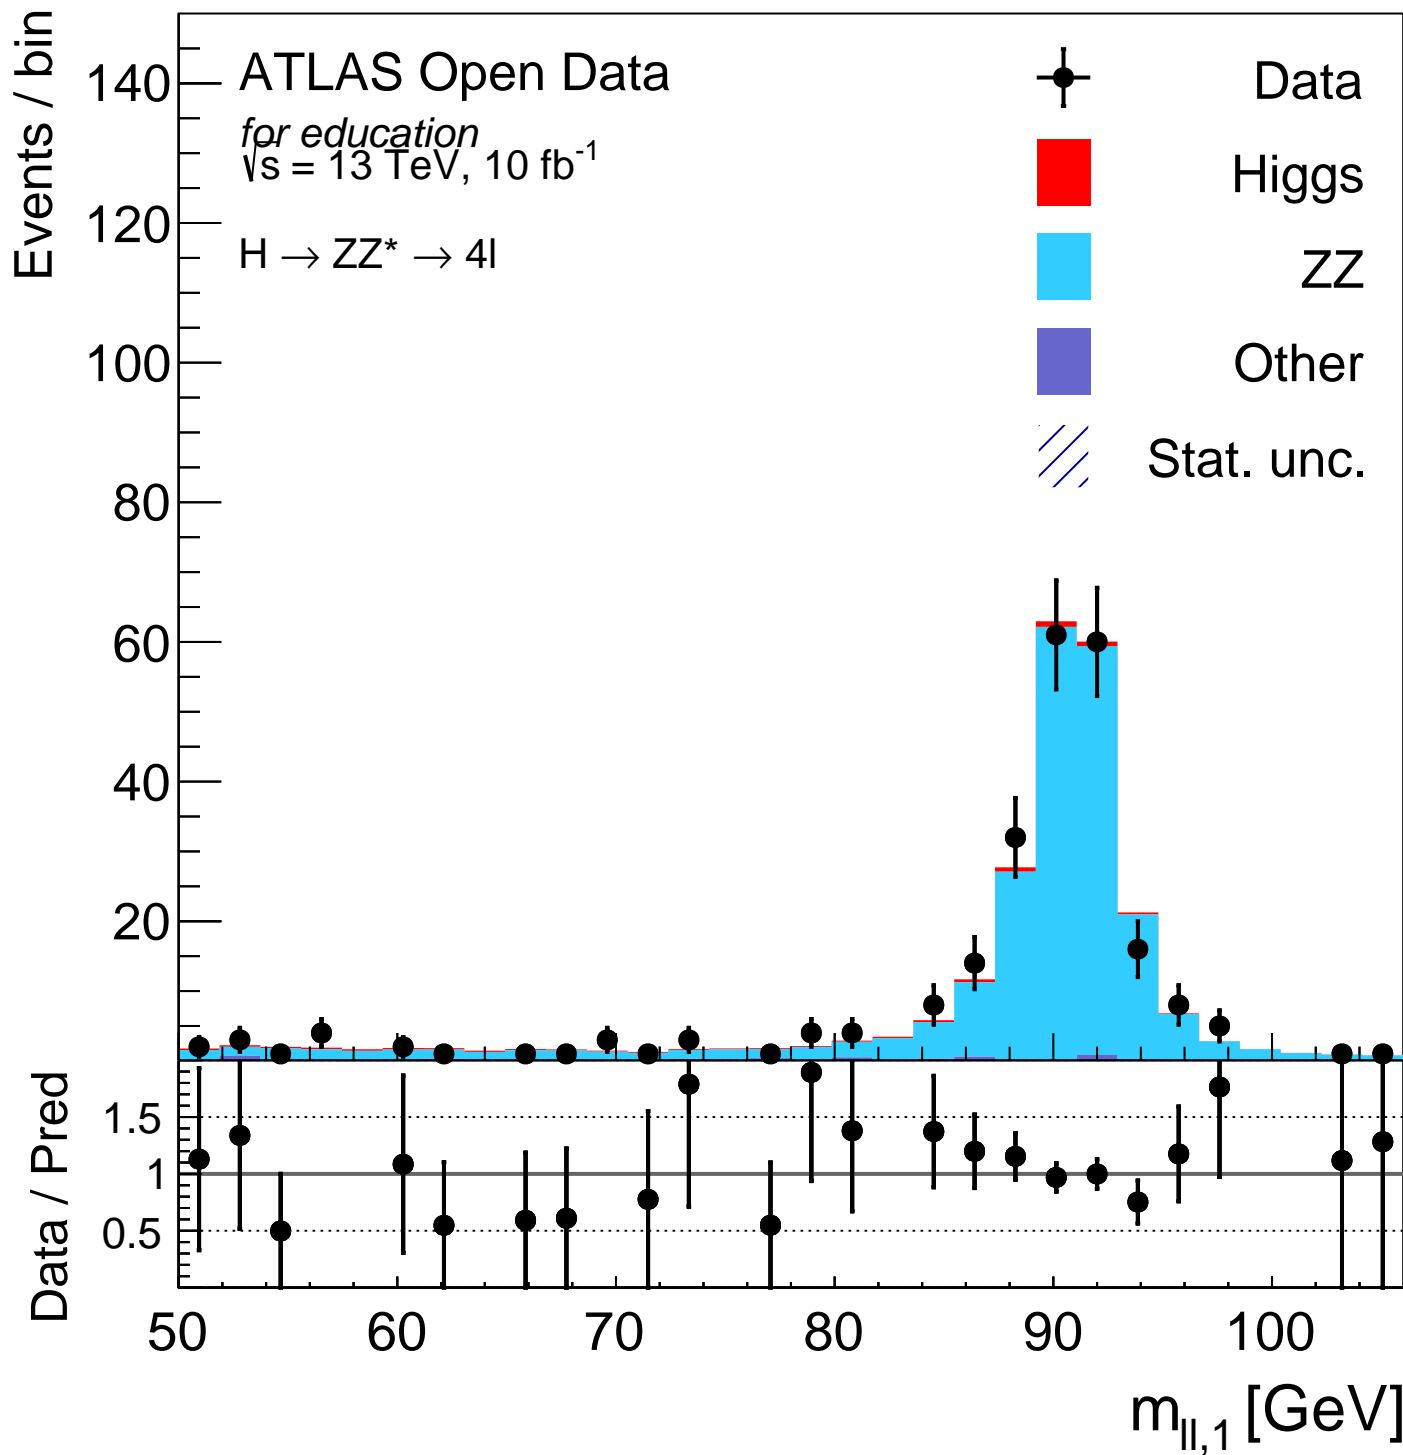 Events / bin
140
120
100
80
60
40
20
ATLAS Open Data
for education
√s = 13 TeV, 10 fb⁻¹
H → ZZ* → 4l
Data
Higgs
ZZ
Other
Stat. unc.
Data / Pred
1.5
1
0.5
50 60 70 80 90 100
m_ll,1 [GeV]